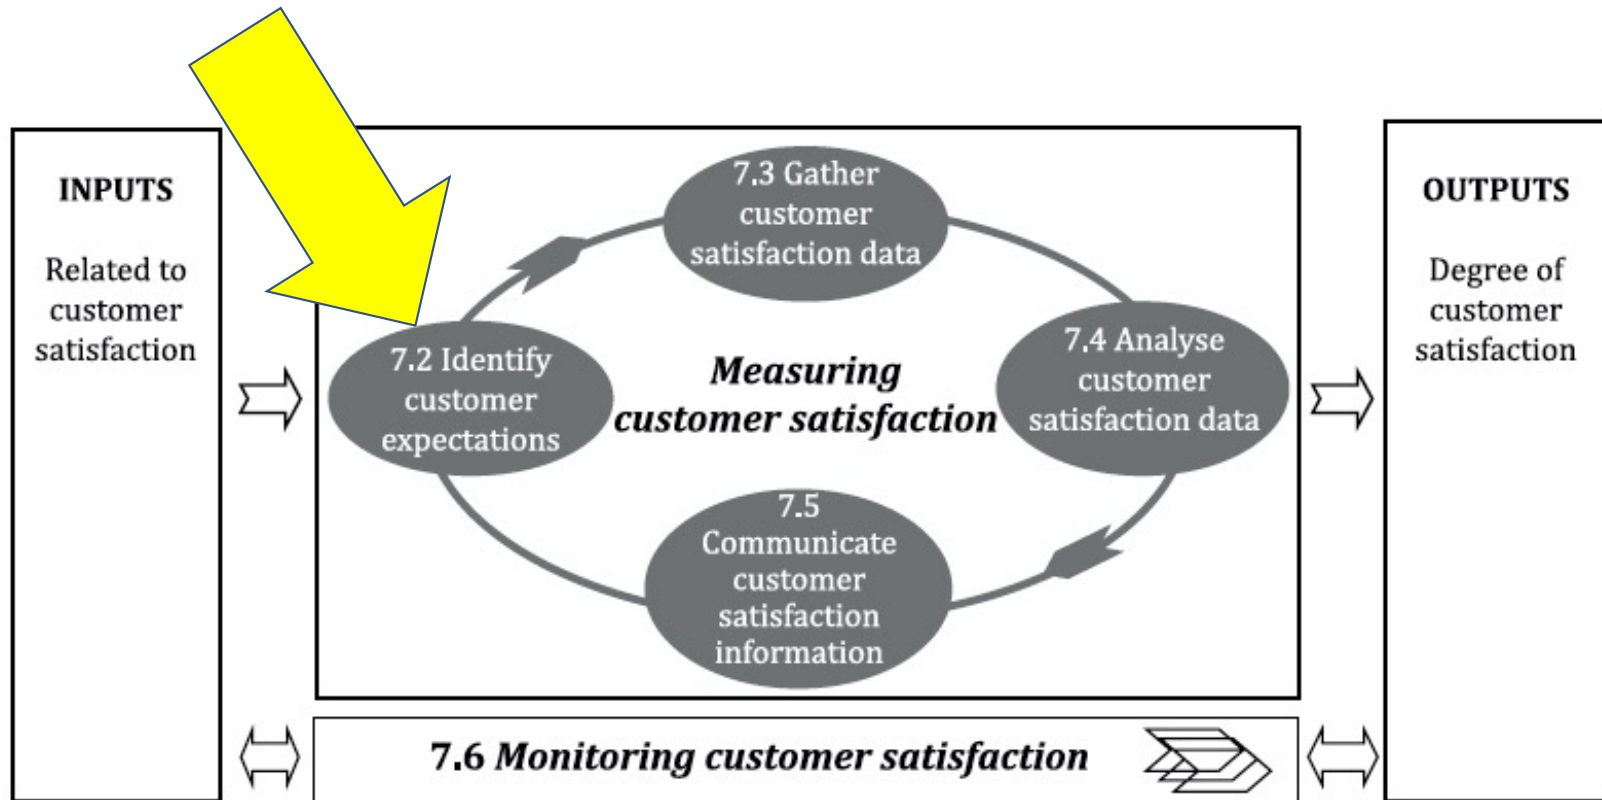 INPUTS
Related to
customer
satisfaction
7.3 Gather
customer
satisfaction data
7.2 Identify
customer
expectations
Measuring
customer satisfaction
7.4 Analyse
customer
satisfaction data
7.5
Communicate
customer
satisfaction
information
OUTPUTS
Degree of
customer
satisfaction
7.6 Monitoring customer satisfaction